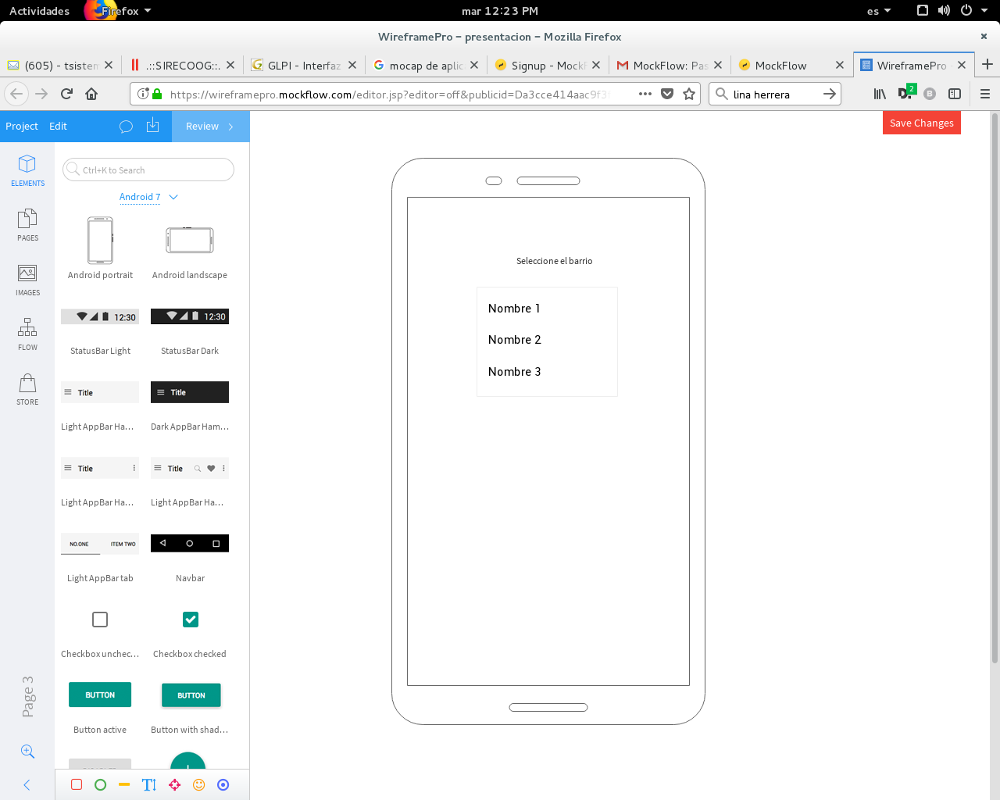 Actividades
Firefox
mar 12:23 PM
es
WireframePro – presentacion – Mozilla Firefox
(605) - tsistem
.::SIRECOOG::.
GLPI - Interfaz
mocap de aplic
Signup - MockF
MockFlow: Pas
MockFlow
WireframePro -
https://wireframepro.mockflow.com/editor.jsp?editor=off&publicid=Da3cce414aac9f3
lina herrera
2
Project
Edit
Review
Save Changes
ELEMENTS
PAGES
IMAGES
FLOW
STORE
Page 3
Ctrl+K to Search
Android 7
Android portrait
Android landscape
12:30
12:30
StatusBar Light
StatusBar Dark
Title
Title
Light AppBar Ha...
Dark AppBar Ham...
Title
Title
Light AppBar Ha...
Light AppBar Ha...
NO.ONE
ITEM TWO
Light AppBar tab
Navbar
Checkbox unchec...
Checkbox checked
BUTTON
BUTTON
Button active
Button with shad...
Seleccione el barrio
Nombre 1
Nombre 2
Nombre 3